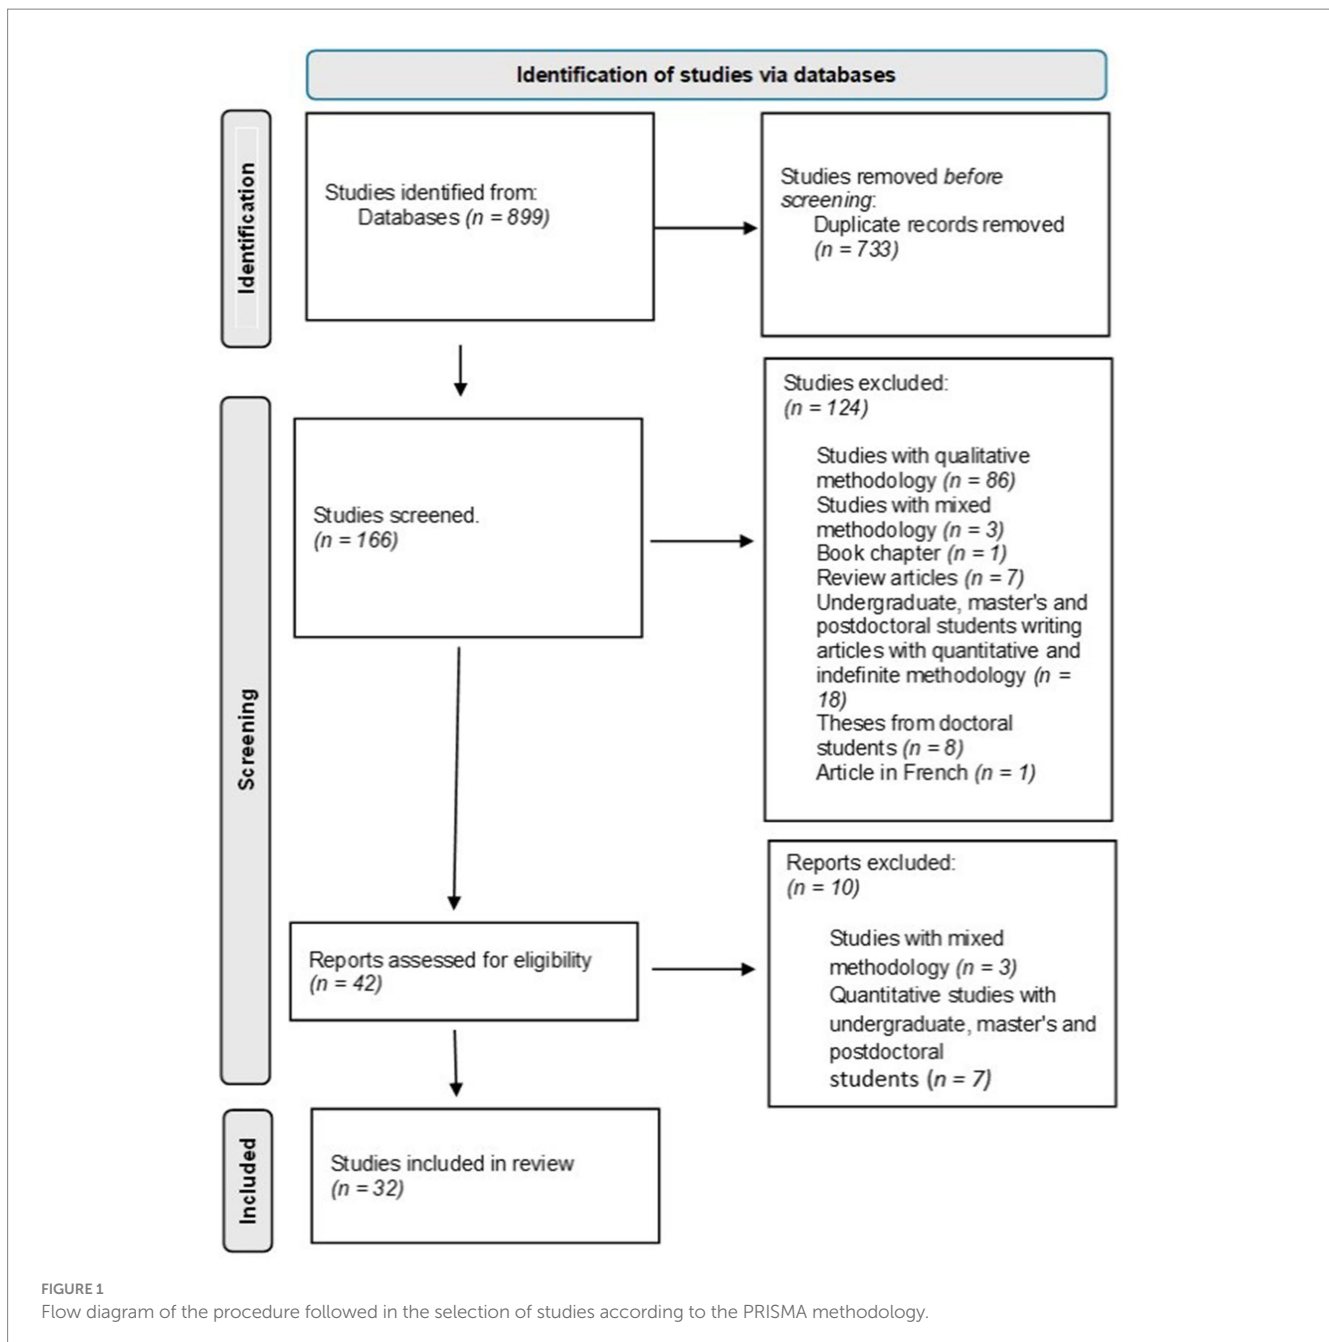 Identification of studies via databases
Identification
Studies identified from:
Databases (n = 899)
Studies removed before
screening:
Duplicate records removed
(n = 733)
Screening
Studies screened.
(n = 166)
Studies excluded:
(n = 124)
Studies with qualitative
methodology (n = 86)
Studies with mixed
methodology (n = 3)
Book chapter (n = 1)
Review articles (n = 7)
Undergraduate, master's and
postdoctoral students writing
articles with quantitative and
indefinite methodology (n =
18)
Theses from doctoral
students (n = 8)
Article in French (n = 1)
Reports assessed for eligibility
(n = 42)
Reports excluded:
(n = 10)
Studies with mixed
methodology (n = 3)
Quantitative studies with
undergraduate, master's and
postdoctoral
students (n = 7)
Included
Studies included in review
(n = 32)
FIGURE 1
Flow diagram of the procedure followed in the selection of studies according to the PRISMA methodology.